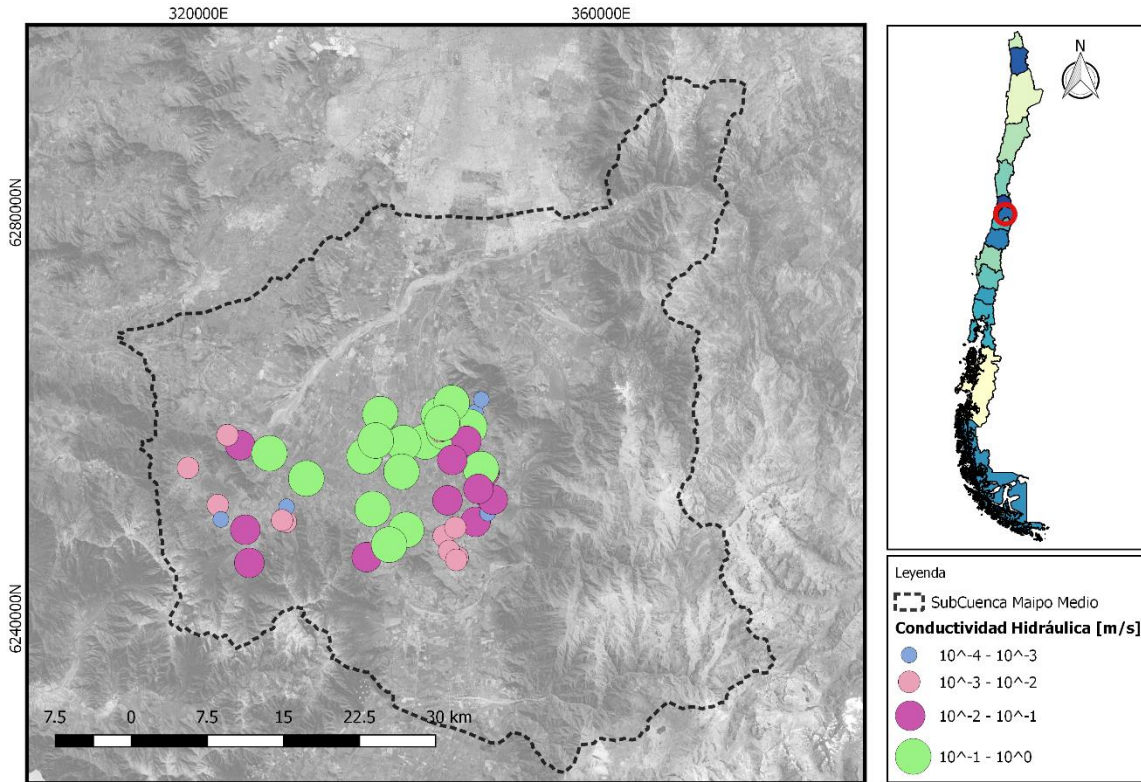 320000E
360000E
6280000N
6240000N
7.5 0 7.5 15 22.5 30 km
N
Leyenda
SubCuenca Maipo Medio
Conductividad Hidráulica [m/s]
10^-4 - 10^-3
10^-3 - 10^-2
10^-2 - 10^-1
10^-1 - 10^0